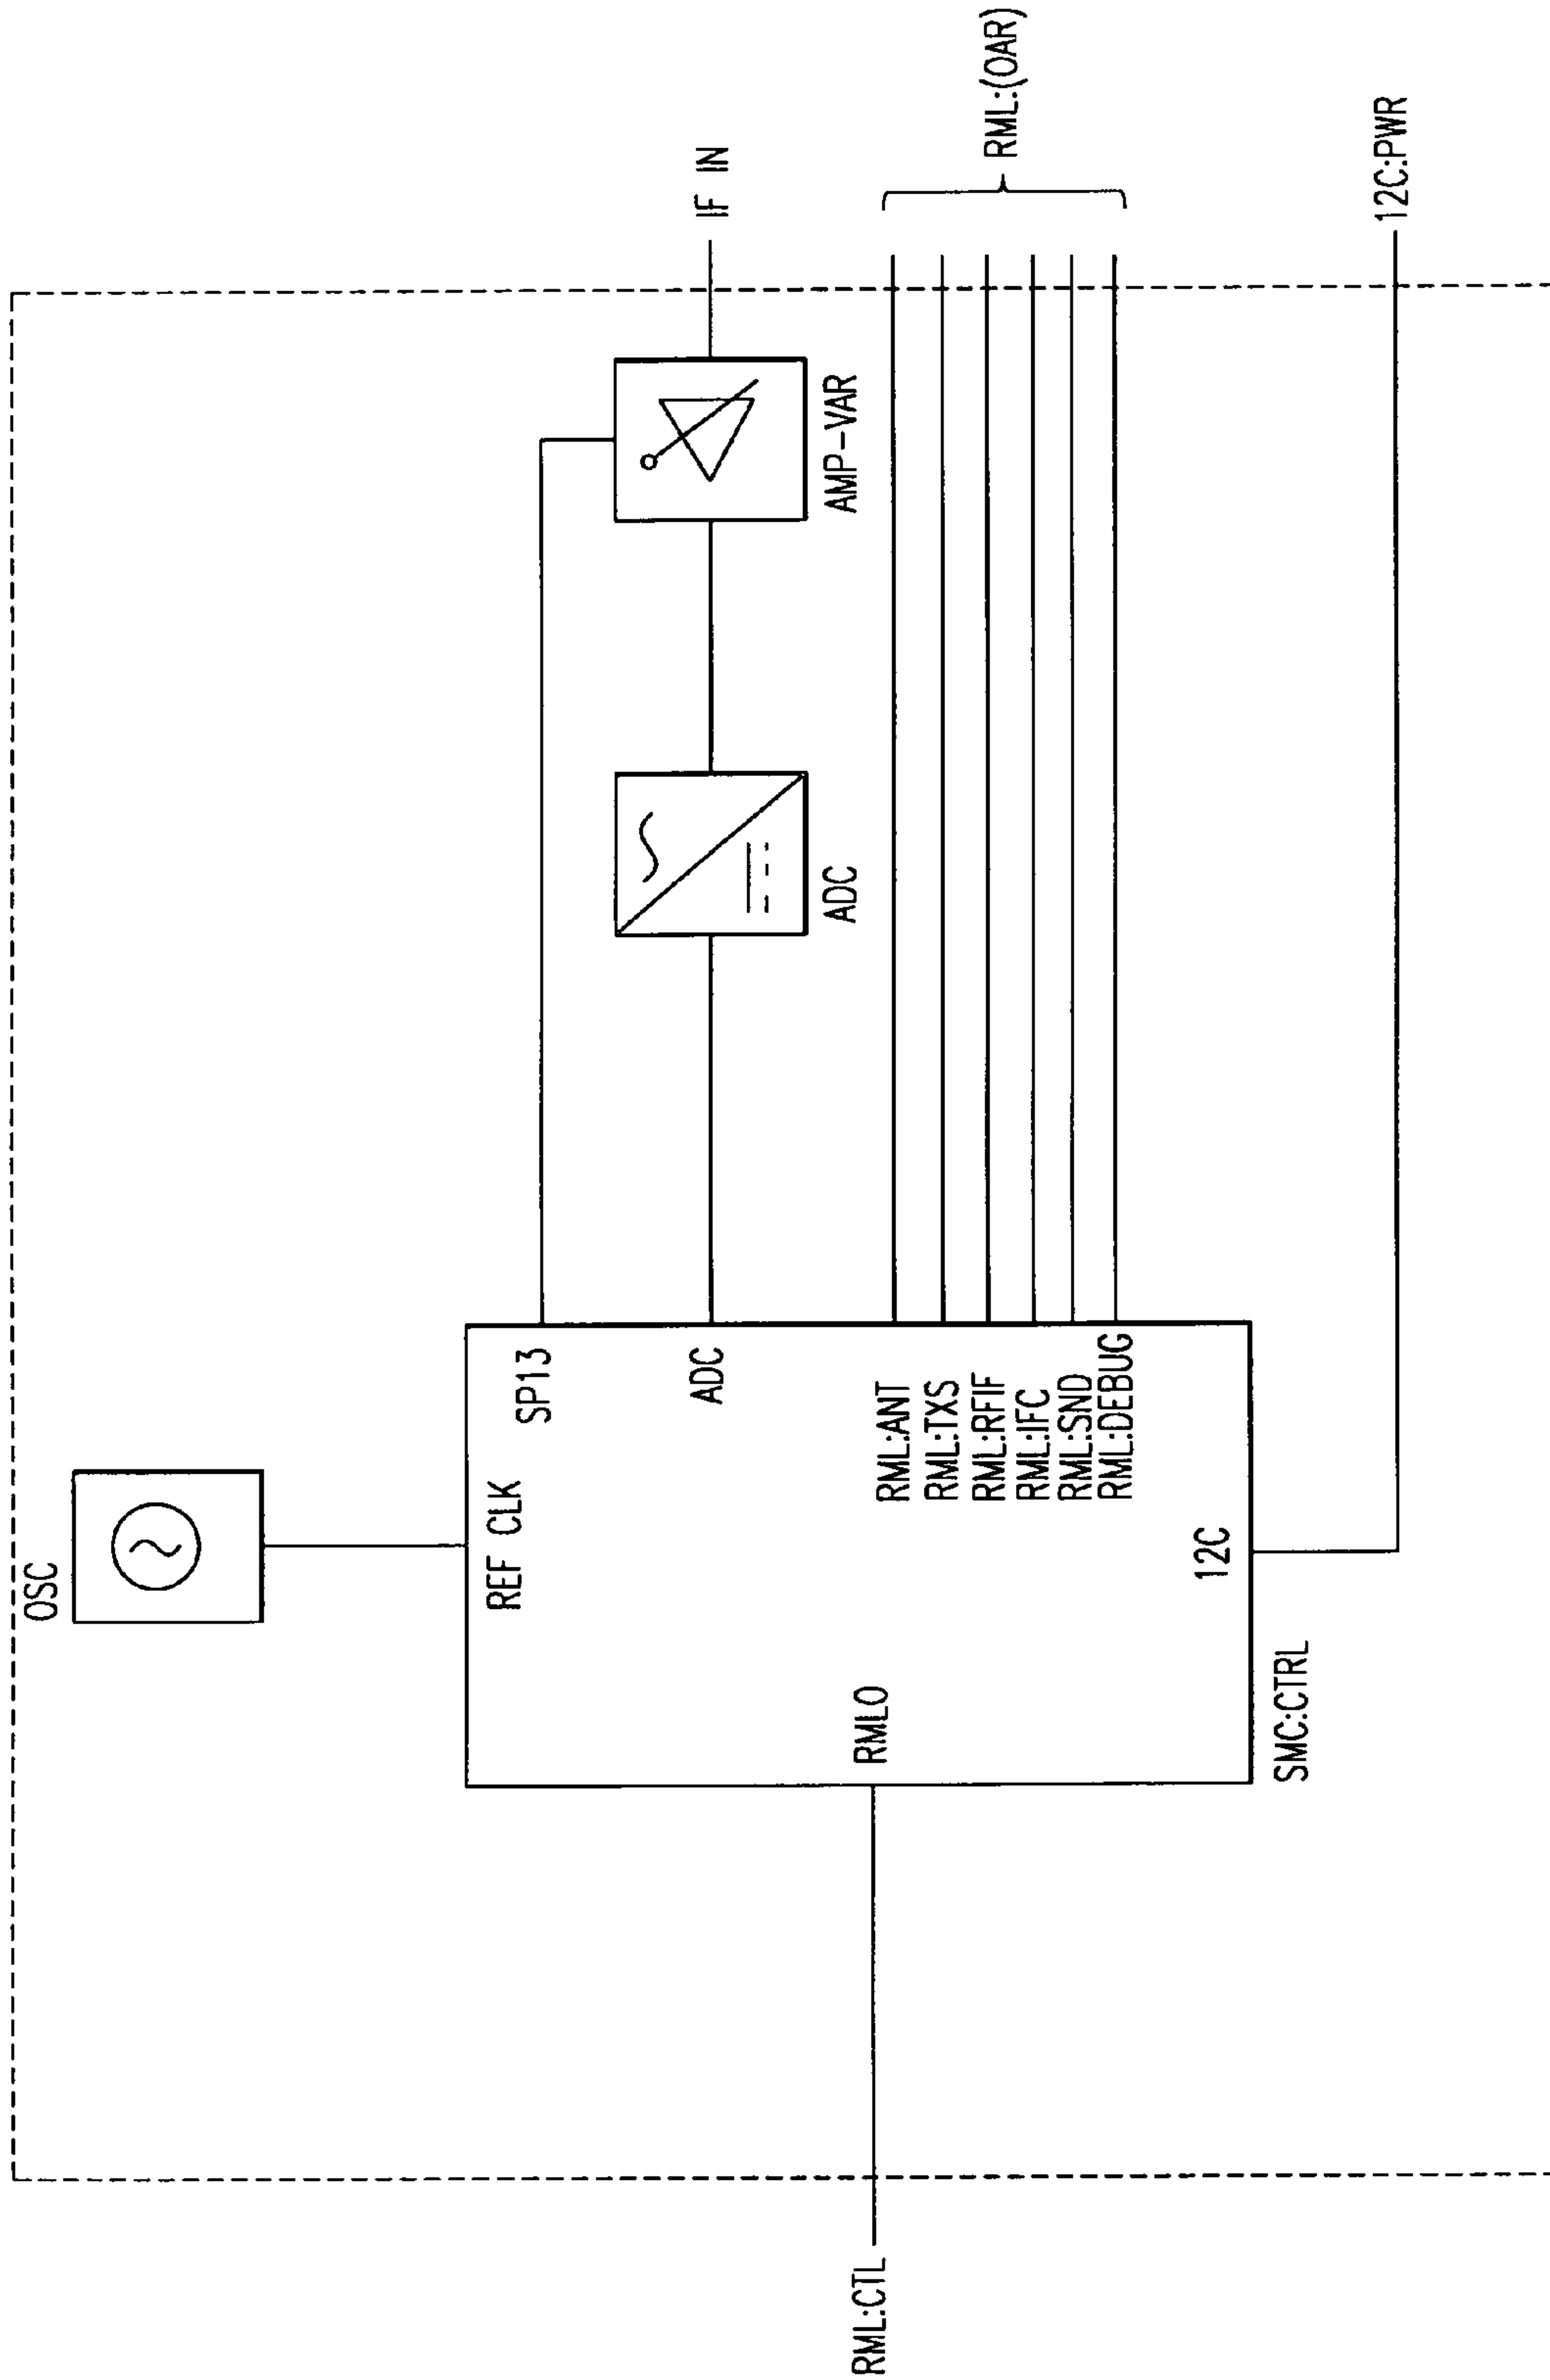 OSC
REF CLK
SP13
ADC
ADC
AMP-VAR
IF IN
RML:ANT
RML:TXS
RML:RFIF
RML:IFC
RML:SND
RML:DEBUG
RML:(OAR)
RMLO
RML:CTL
12C
12C:PWR
SMC:CTRL